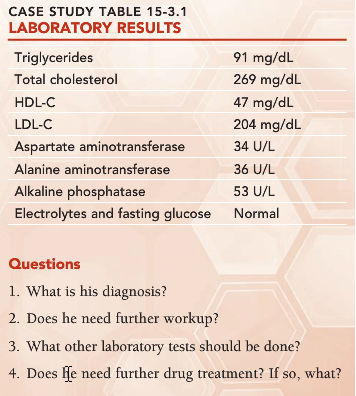 CASE STUDY TABLE 15-3.1
LABORATORY RESULTS
Triglycerides 91 mg/dL
Total cholesterol 269 mg/dL
HDL-C 47 mg/dL
LDL-C 204 mg/dL
Aspartate aminotransferase 34 U/L
Alanine aminotransferase 36 U/L
Alkaline phosphatase 53 U/L
Electrolytes and fasting glucose Normal
Questions
1. What is his diagnosis?
2. Does he need further workup?
3. What other laboratory tests should be done?
4. Does he need further drug treatment? If so, what?